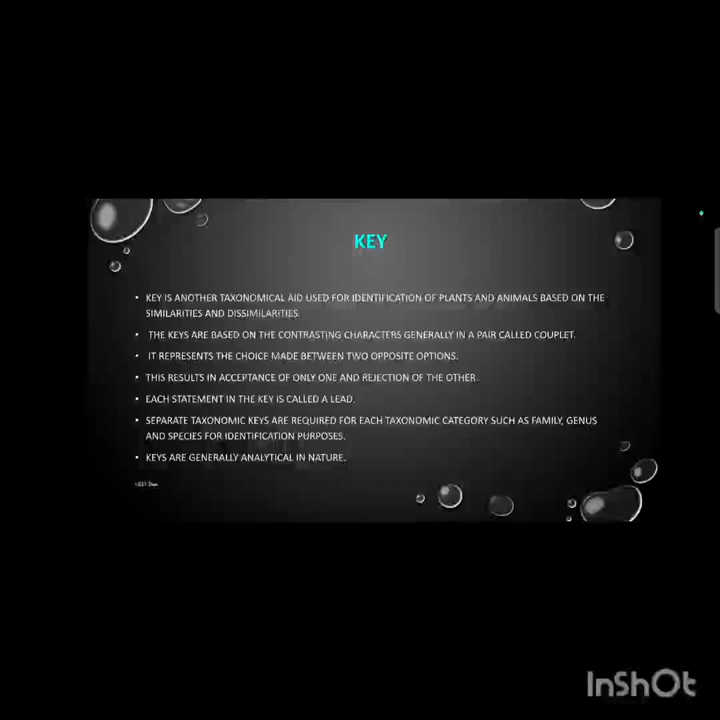 KEY
• KEY IS ANOTHER TAXONOMICAL AID USED FOR IDENTIFICATION OF PLANTS AND ANIMALS BASED ON THE
SIMILARITIES AND DISSIMILARITIES.
• THE KEYS ARE BASED ON THE CONTRASTING CHARACTERS GENERALLY IN A PAIR CALLED COUPLET.
• IT REPRESENTS THE CHOICE MADE BETWEEN TWO OPPOSITE OPTIONS.
• THIS RESULTS IN ACCEPTANCE OF ONLY ONE AND REJECTION OF THE OTHER.
• EACH STATEMENT IN THE KEY IS CALLED A LEAD.
• SEPARATE TAXONOMIC KEYS ARE REQUIRED FOR EACH TAXONOMIC CATEGORY SUCH AS FAMILY, GENUS
AND SPECIES FOR IDENTIFICATION PURPOSES.
• KEYS ARE GENERALLY ANALYTICAL IN NATURE.
InShOt